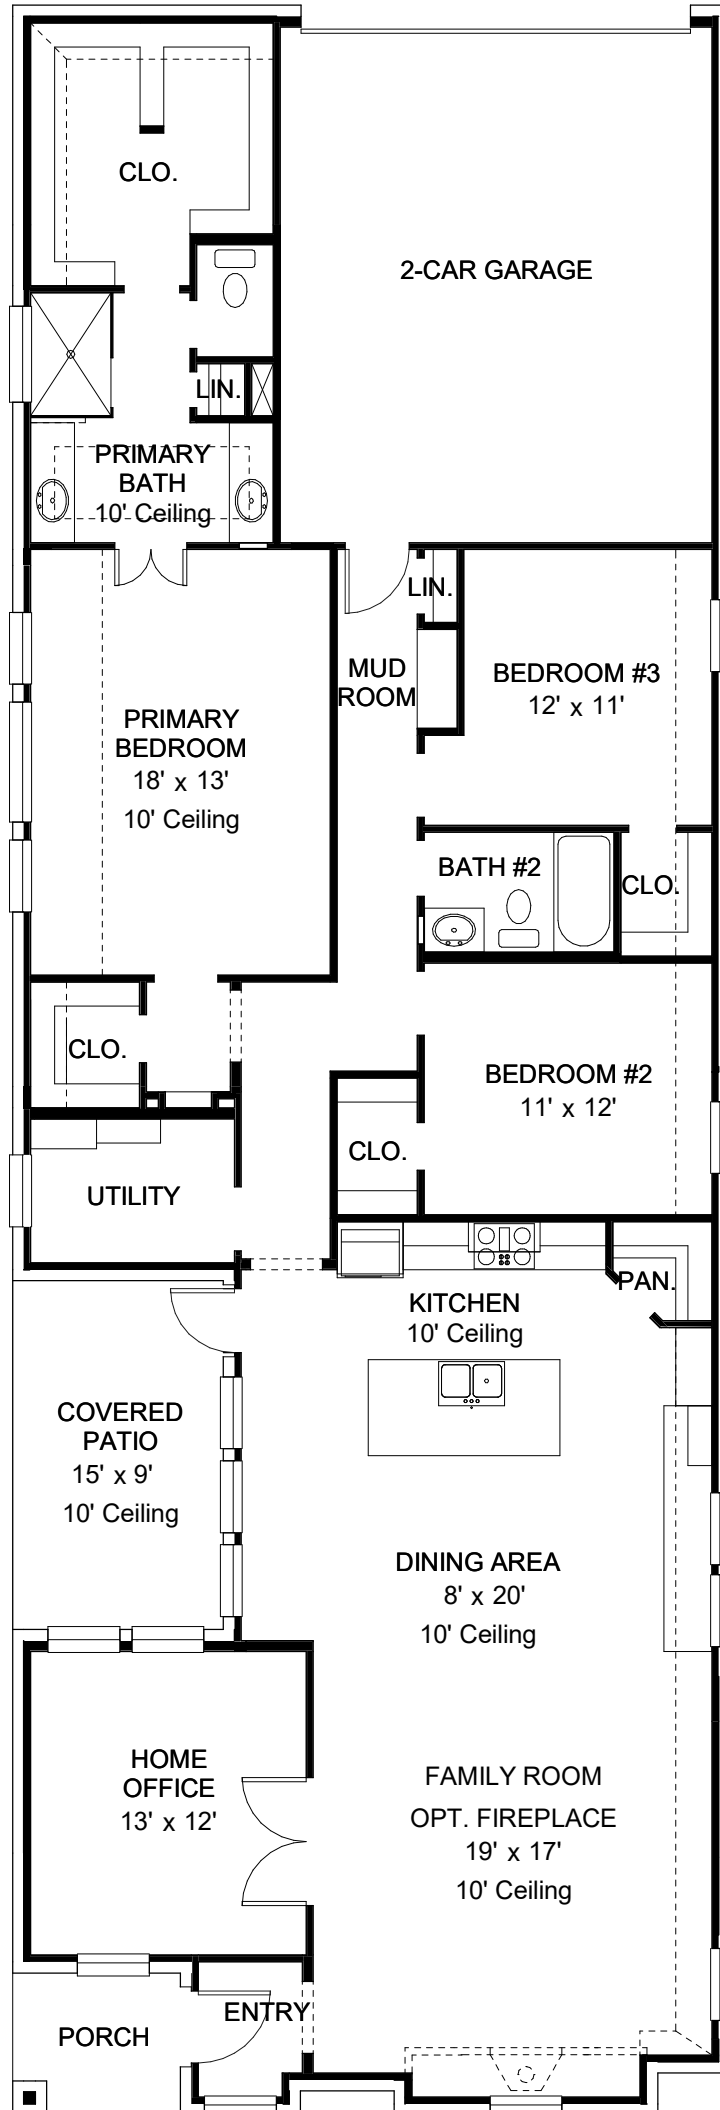 CLO.
2-CAR GARAGE
LIN.
PRIMARY
BATH
10' Ceiling
LIN.
MUD
ROOM
BEDROOM #3
12' x 11'
PRIMARY
BEDROOM
18' x 13'
10' Ceiling
BATH #2
CLO.
CLO.
BEDROOM #2
11' x 12'
CLO.
UTILITY
PAN.
KITCHEN
10' Ceiling
COVERED
PATIO
15' x 9'
10' Ceiling
DINING AREA
8' x 20'
10' Ceiling
HOME
OFFICE
13' x 12'
FAMILY ROOM
OPT. FIREPLACE
19' x 17'
10' Ceiling
ENTRY
PORCH